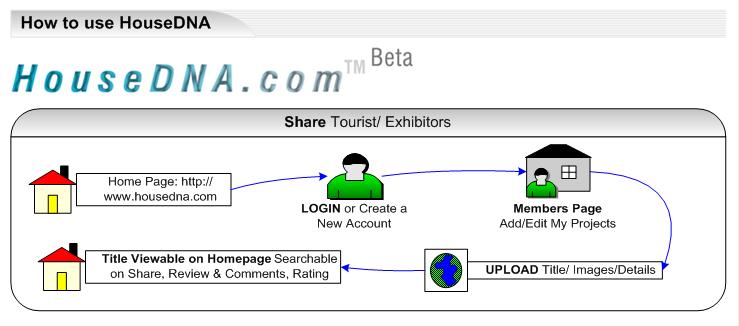 How to use HouseDNA
HouseDNA.com™ Beta
Share Tourist/ Exhibitors
Home Page: http://
www.housedna.com
LOGIN or Create a
New Account
Members Page
Add/Edit My Projects
UPLOAD Title/ Images/Details
Title Viewable on Homepage Searchable
on Share, Review & Comments, Rating